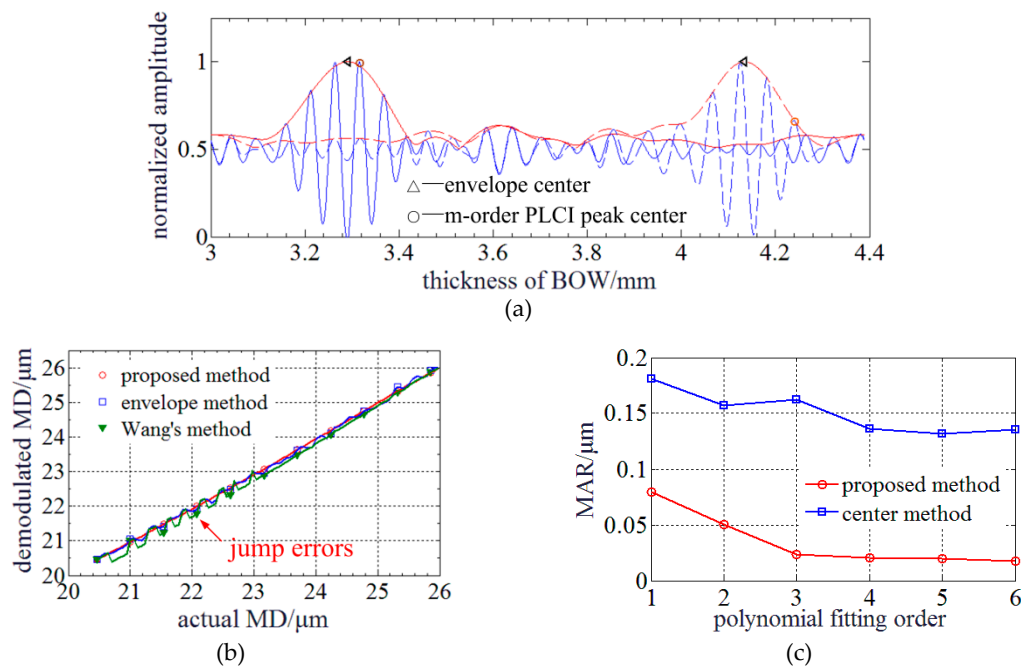 normalized amplitude
1
0.5
0
△—envelope center
○—m-order PLCI peak center
3 3.2 3.4 3.6 3.8 4 4.2 4.4
thickness of BOW/mm
(a)
demodulated MD/μm
26
25
24
23
22
21
20
proposed method
envelope method
Wang's method
jump errors
20 21 22 23 24 25 26
actual MD/μm
(b)
MAR/μm
0.2
0.15
0.1
0.05
0
proposed method
center method
1 2 3 4 5 6
polynomial fitting order
(c)